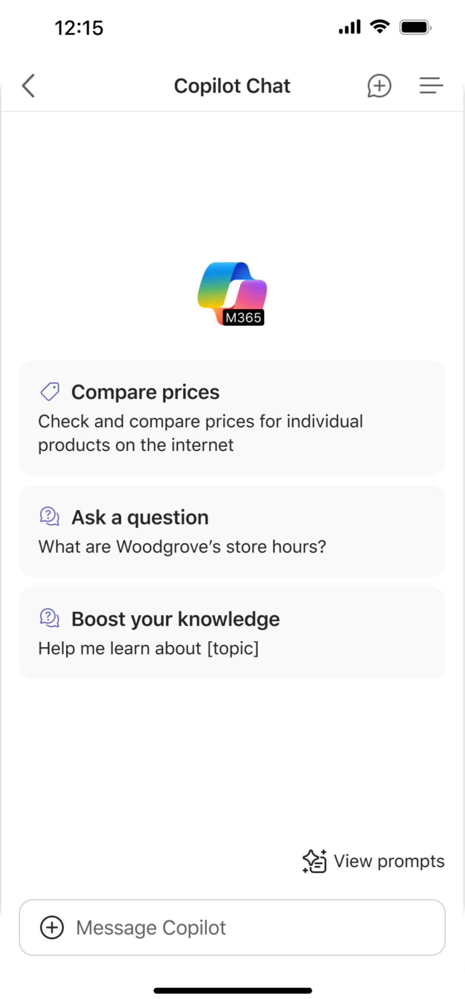 12:15
Copilot Chat
M365
Compare prices
Check and compare prices for individual
products on the internet
Ask a question
What are Woodgrove’s store hours?
Boost your knowledge
Help me learn about [topic]
View prompts
Message Copilot